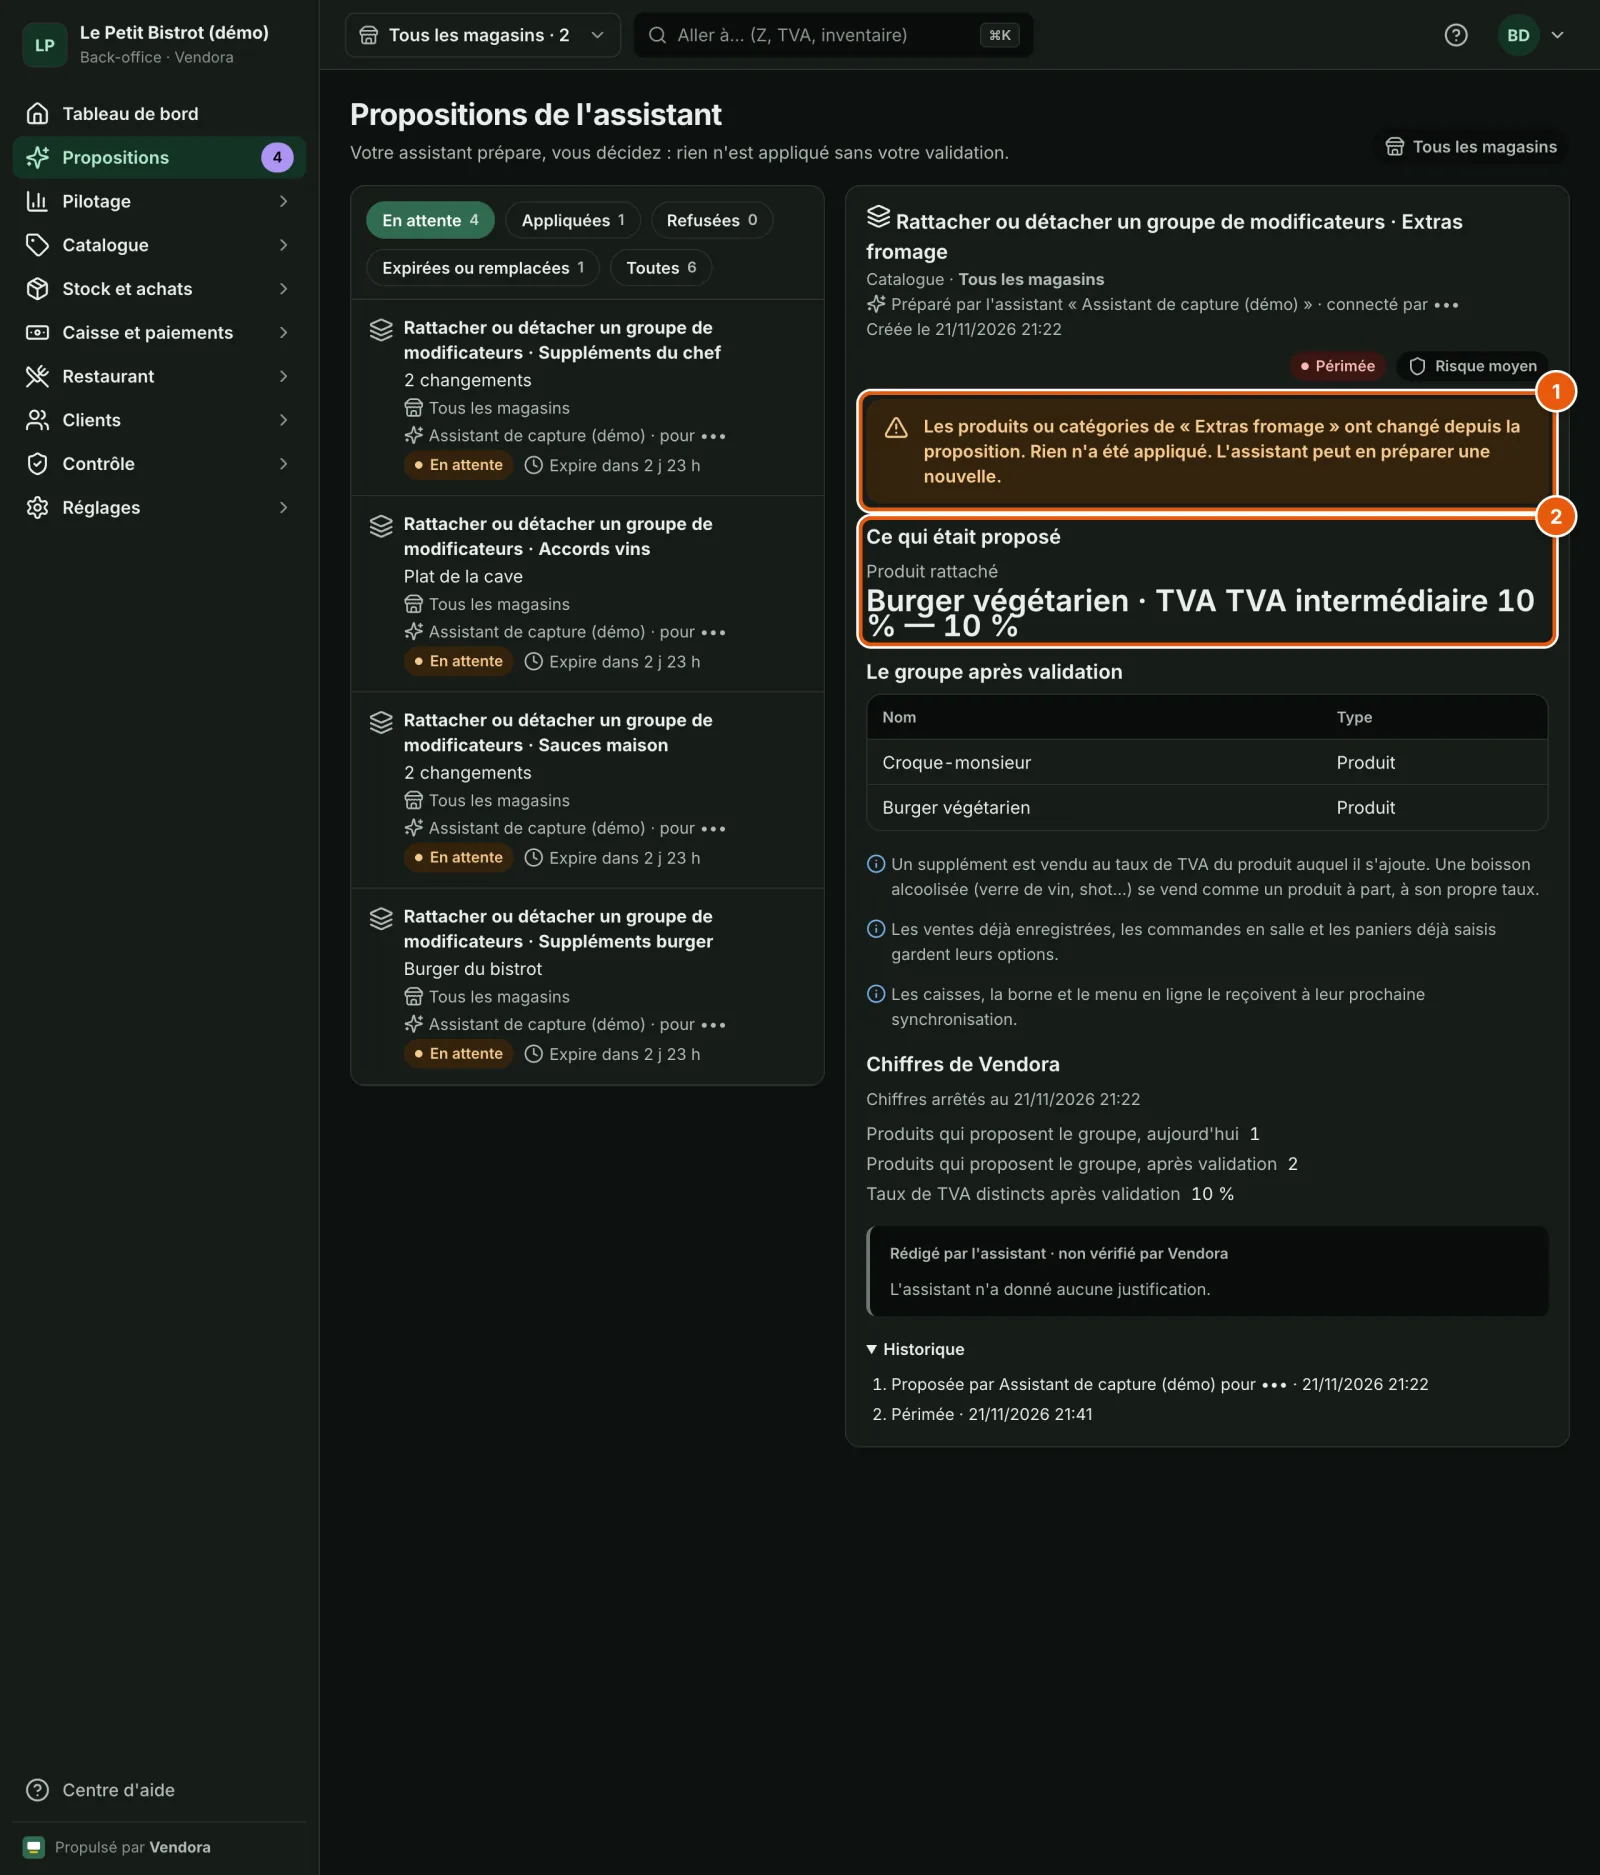 LP
Le Petit Bistrot (démo)
Back-office · Vendora
Tous les magasins · 2
Aller à... (Z, TVA, inventaire)
⌘K
BD
Tableau de bord
Propositions
4
Pilotage
Catalogue
Stock et achats
Caisse et paiements
Restaurant
Clients
Contrôle
Réglages
Centre d'aide
Propulsé par Vendora
Propositions de l'assistant
Votre assistant prépare, vous décidez : rien n'est appliqué sans votre validation.
Tous les magasins
En attente 4
Appliquées 1
Refusées 0
Expirées ou remplacées 1
Toutes 6
Rattacher ou détacher un groupe de
modificateurs · Suppléments du chef
2 changements
Tous les magasins
Assistant de capture (démo) · pour •••
En attente
Expire dans 2 j 23 h
Rattacher ou détacher un groupe de
modificateurs · Accords vins
Plat de la cave
Tous les magasins
Assistant de capture (démo) · pour •••
En attente
Expire dans 2 j 23 h
Rattacher ou détacher un groupe de
modificateurs · Sauces maison
2 changements
Tous les magasins
Assistant de capture (démo) · pour •••
En attente
Expire dans 2 j 23 h
Rattacher ou détacher un groupe de
modificateurs · Suppléments burger
Burger du bistrot
Tous les magasins
Assistant de capture (démo) · pour •••
En attente
Expire dans 2 j 23 h
Rattacher ou détacher un groupe de modificateurs · Extras
fromage
Catalogue · Tous les magasins
Préparé par l'assistant « Assistant de capture (démo) » · connecté par •••
Créée le 21/11/2026 21:22
Périmée
Risque moyen
1
Les produits ou catégories de « Extras fromage » ont changé depuis la
proposition. Rien n'a été appliqué. L'assistant peut en préparer une
nouvelle.
2
Ce qui était proposé
Produit rattaché
Burger végétarien · TVA TVA intermédiaire 10
% — 10 %
Le groupe après validation
Nom
Type
Croque-monsieur
Produit
Burger végétarien
Produit
Un supplément est vendu au taux de TVA du produit auquel il s'ajoute. Une boisson
alcoolisée (verre de vin, shot...) se vend comme un produit à part, à son propre taux.
Les ventes déjà enregistrées, les commandes en salle et les paniers déjà saisis
gardent leurs options.
Les caisses, la borne et le menu en ligne le reçoivent à leur prochaine
synchronisation.
Chiffres de Vendora
Chiffres arrêtés au 21/11/2026 21:22
Produits qui proposent le groupe, aujourd'hui 1
Produits qui proposent le groupe, après validation 2
Taux de TVA distincts après validation 10 %
Rédigé par l'assistant · non vérifié par Vendora
L'assistant n'a donné aucune justification.
Historique
1. Proposée par Assistant de capture (démo) pour ••• · 21/11/2026 21:22
2. Périmée · 21/11/2026 21:41